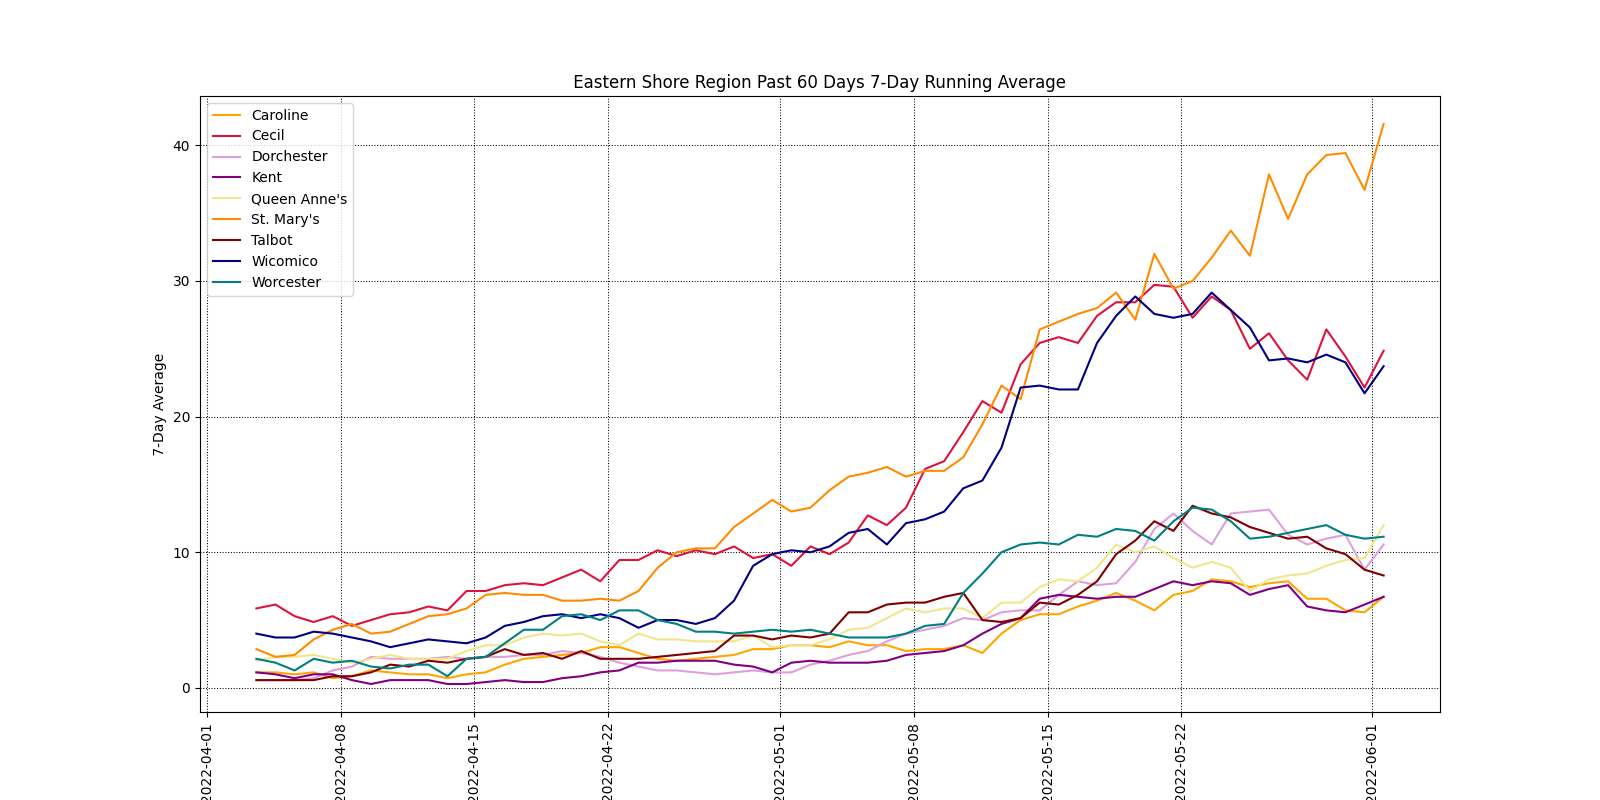 Eastern Shore Region Past 60 Days 7-Day Running Average
Caroline
Cecil
Dorchester
Kent
Queen Anne's
St. Mary's
Talbot
Wicomico
Worcester
40
30
20
10
0
7-Day Average
2022-04-01
2022-04-08
2022-04-15
2022-04-22
2022-05-01
2022-05-08
2022-05-15
2022-05-22
2022-06-01